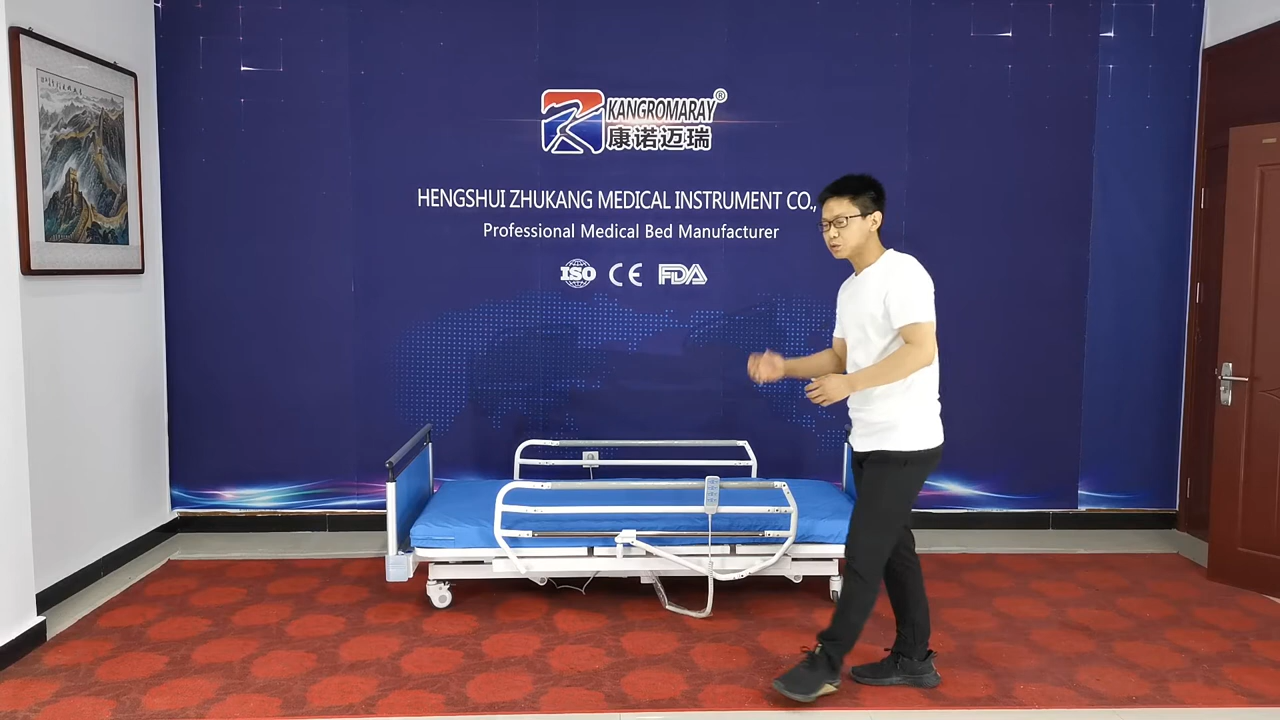 KANGROMARAY®
康诺迈瑞
HENGSHUI ZHUKANG MEDICAL INSTRUMENT CO.,
Professional Medical Bed Manufacturer
ISO CE FDA